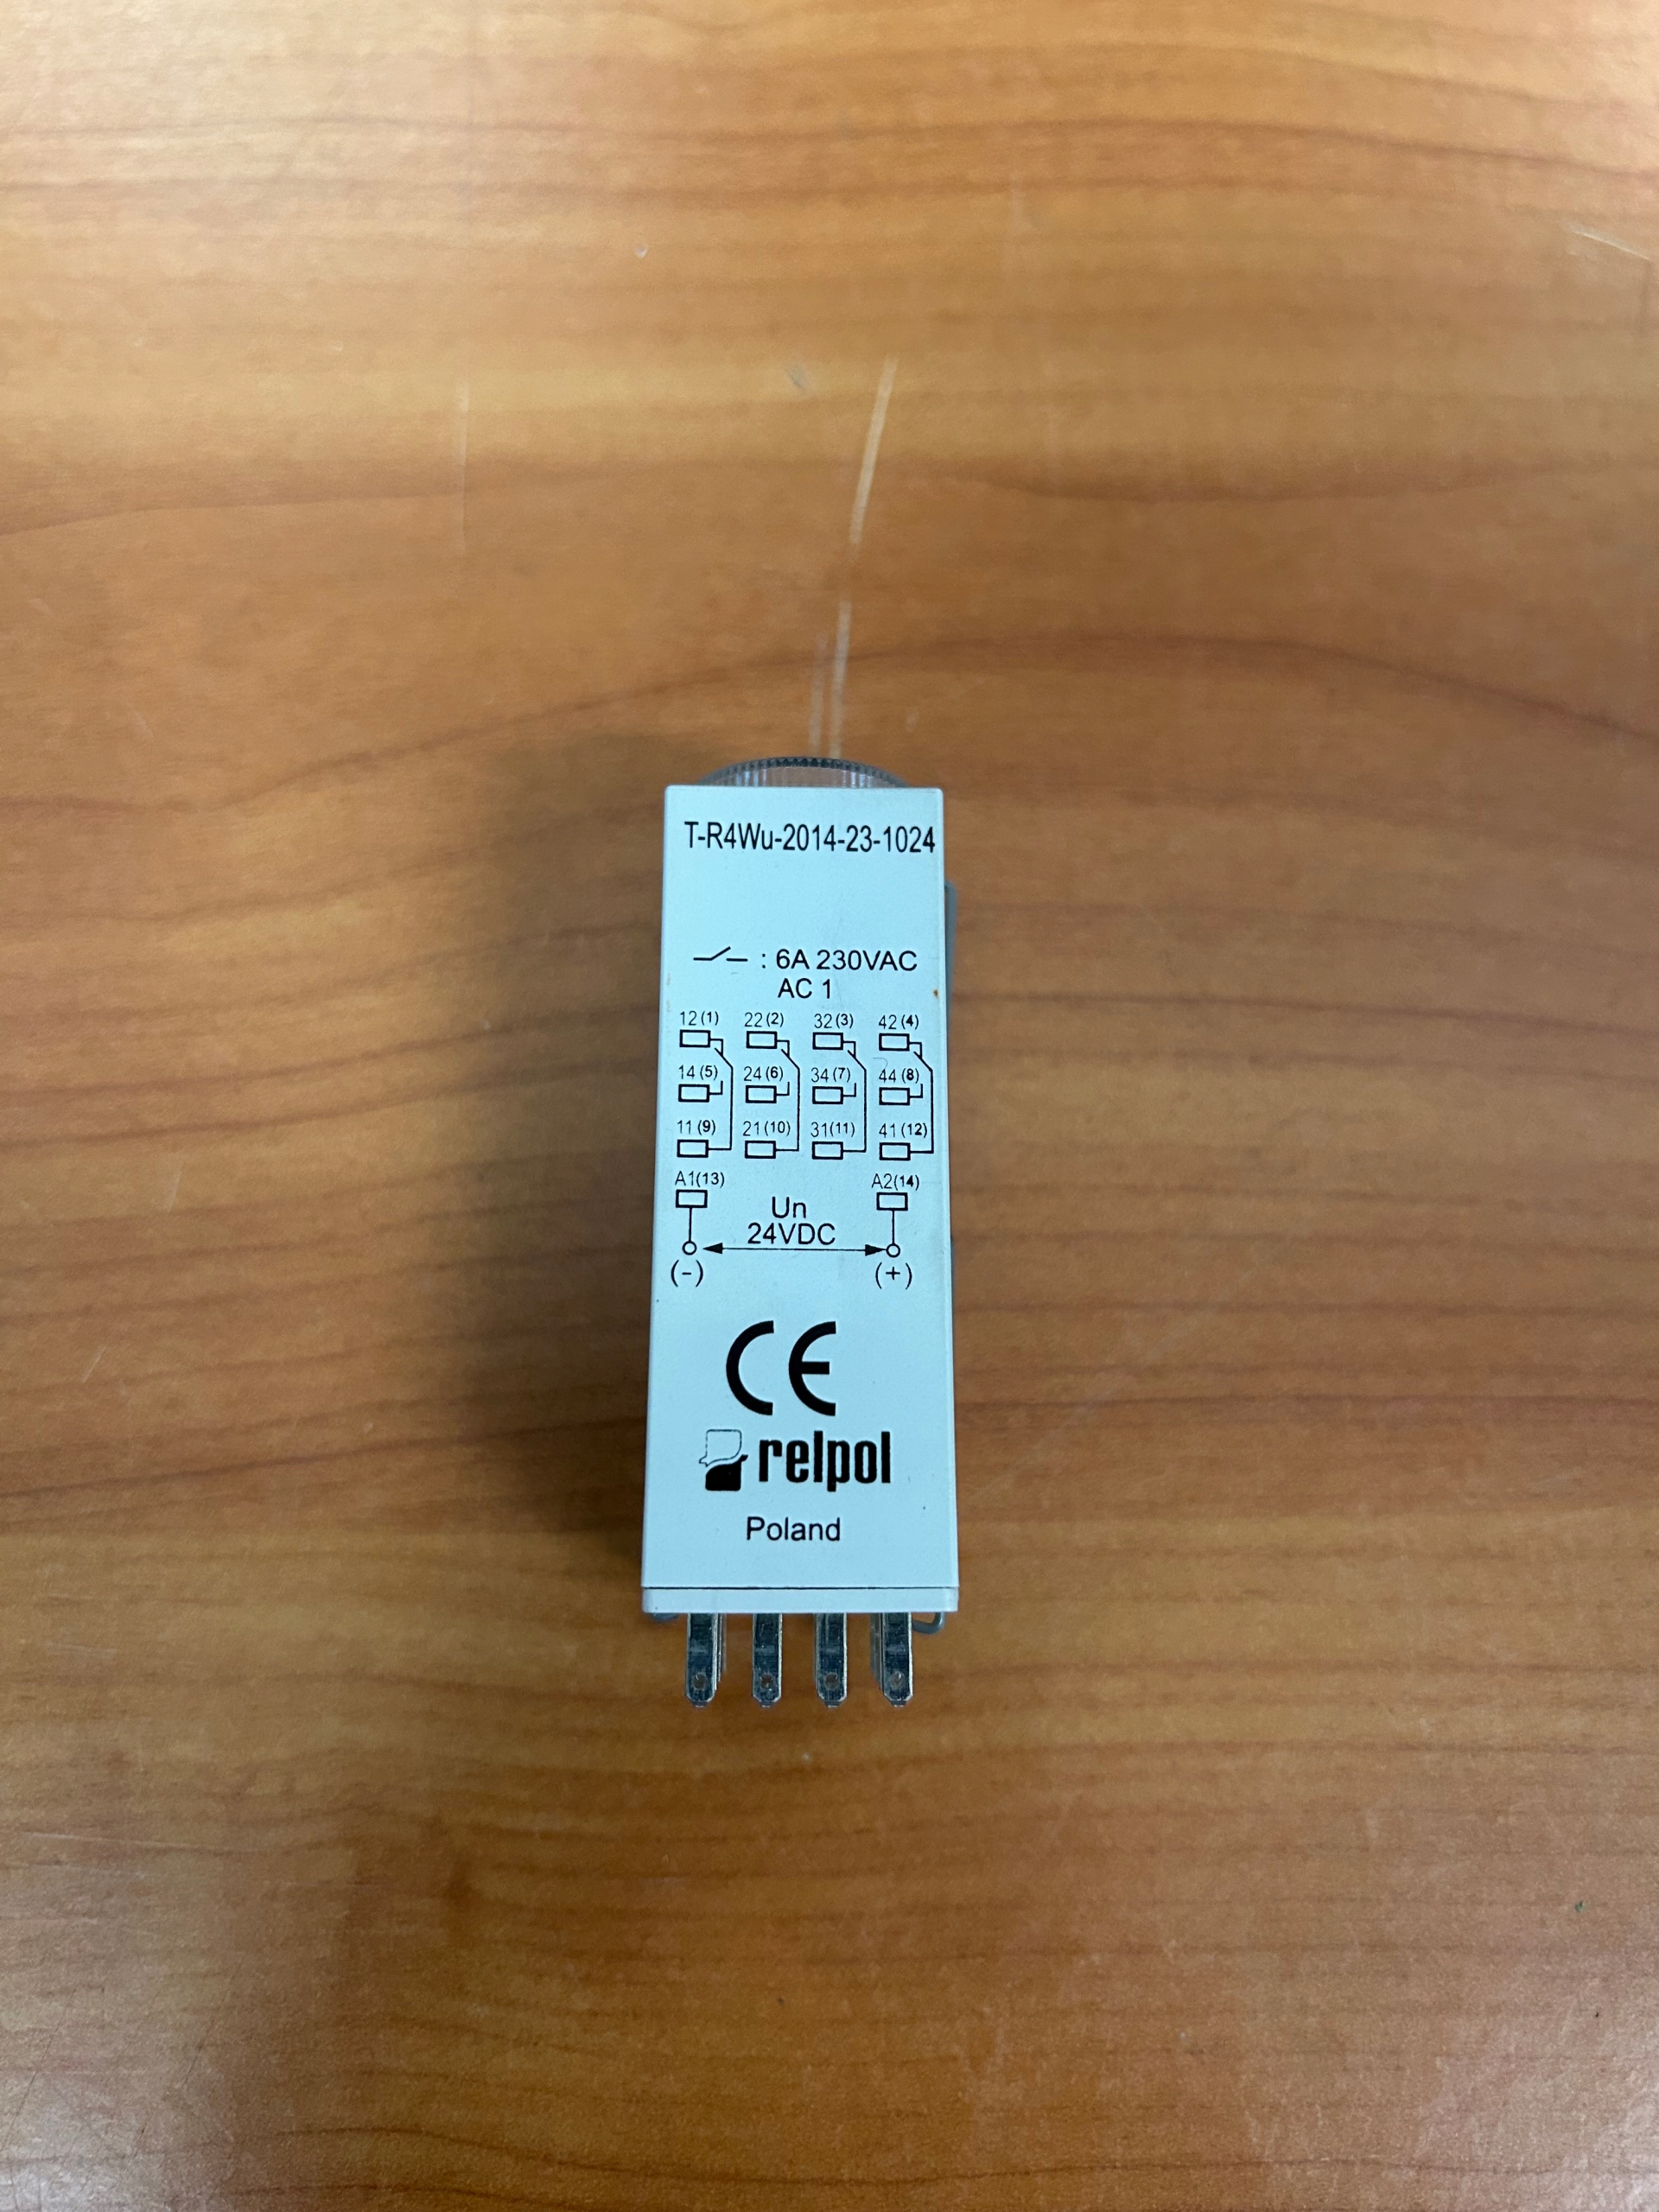 T-R4Wu-2014-23-1024
: 6A 230VAC
AC 1
12(1) 22(2) 32(3) 42(4)
14(5) 24(6) 34(7) 44(8)
11(9) 21(10) 31(11) 41(12)
A1(13) A2(14)
Un
24VDC
(-) (+)
CE
relpol
Poland